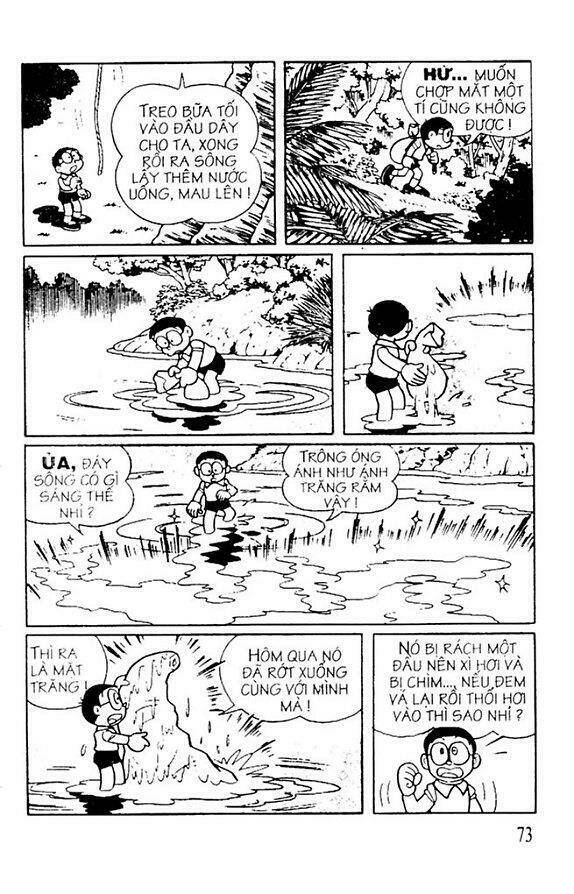 TREO BỮA TỐI
VÀO ĐẦU DÂY
CHO TA, XONG
RỒI RA SÔNG
LẤY THÊM NƯỚC
UỐNG, MAU LÊN !
HỪ... MUỐN
CHỢP MẮT MỘT
TÍ CŨNG KHÔNG
ĐƯỢC !
ỦA, ĐÁY
SÔNG CÓ GÌ
SÁNG THẾ
NHỈ ?
TRÔNG ÓNG
ÁNH NHƯ ÁNH
TRĂNG RẰM
VẬY !
THÌ RA
LÀ MẶT
TRĂNG !
HÔM QUA NÓ
ĐÃ RỚT XUỐNG
CÙNG VỚI MÌNH
MÀ !
NÓ BỊ RÁCH MỘT
ĐẦU NÊN XÌ HƠI VÀ
BỊ CHÌM..., NẾU ĐEM
VÁ LẠI RỒI THỔI HƠI
VÀO THÌ SAO NHỈ ?
73